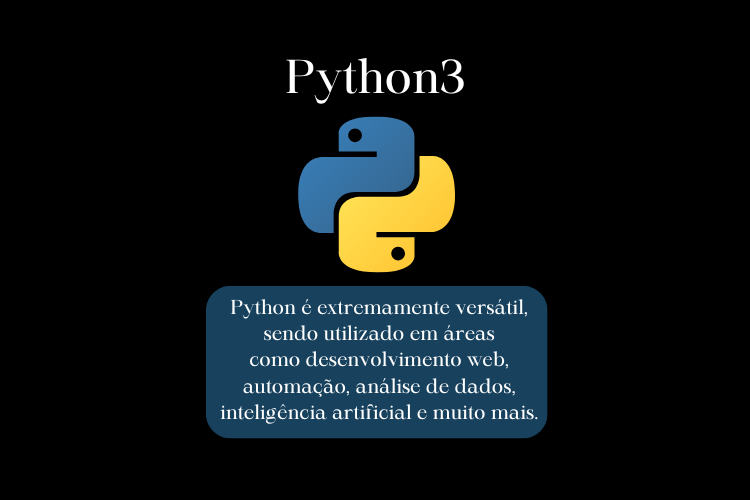 Python3
Python é extremamente versátil,
sendo utilizado em áreas
como desenvolvimento web,
automação, análise de dados,
inteligência artificial e muito mais.